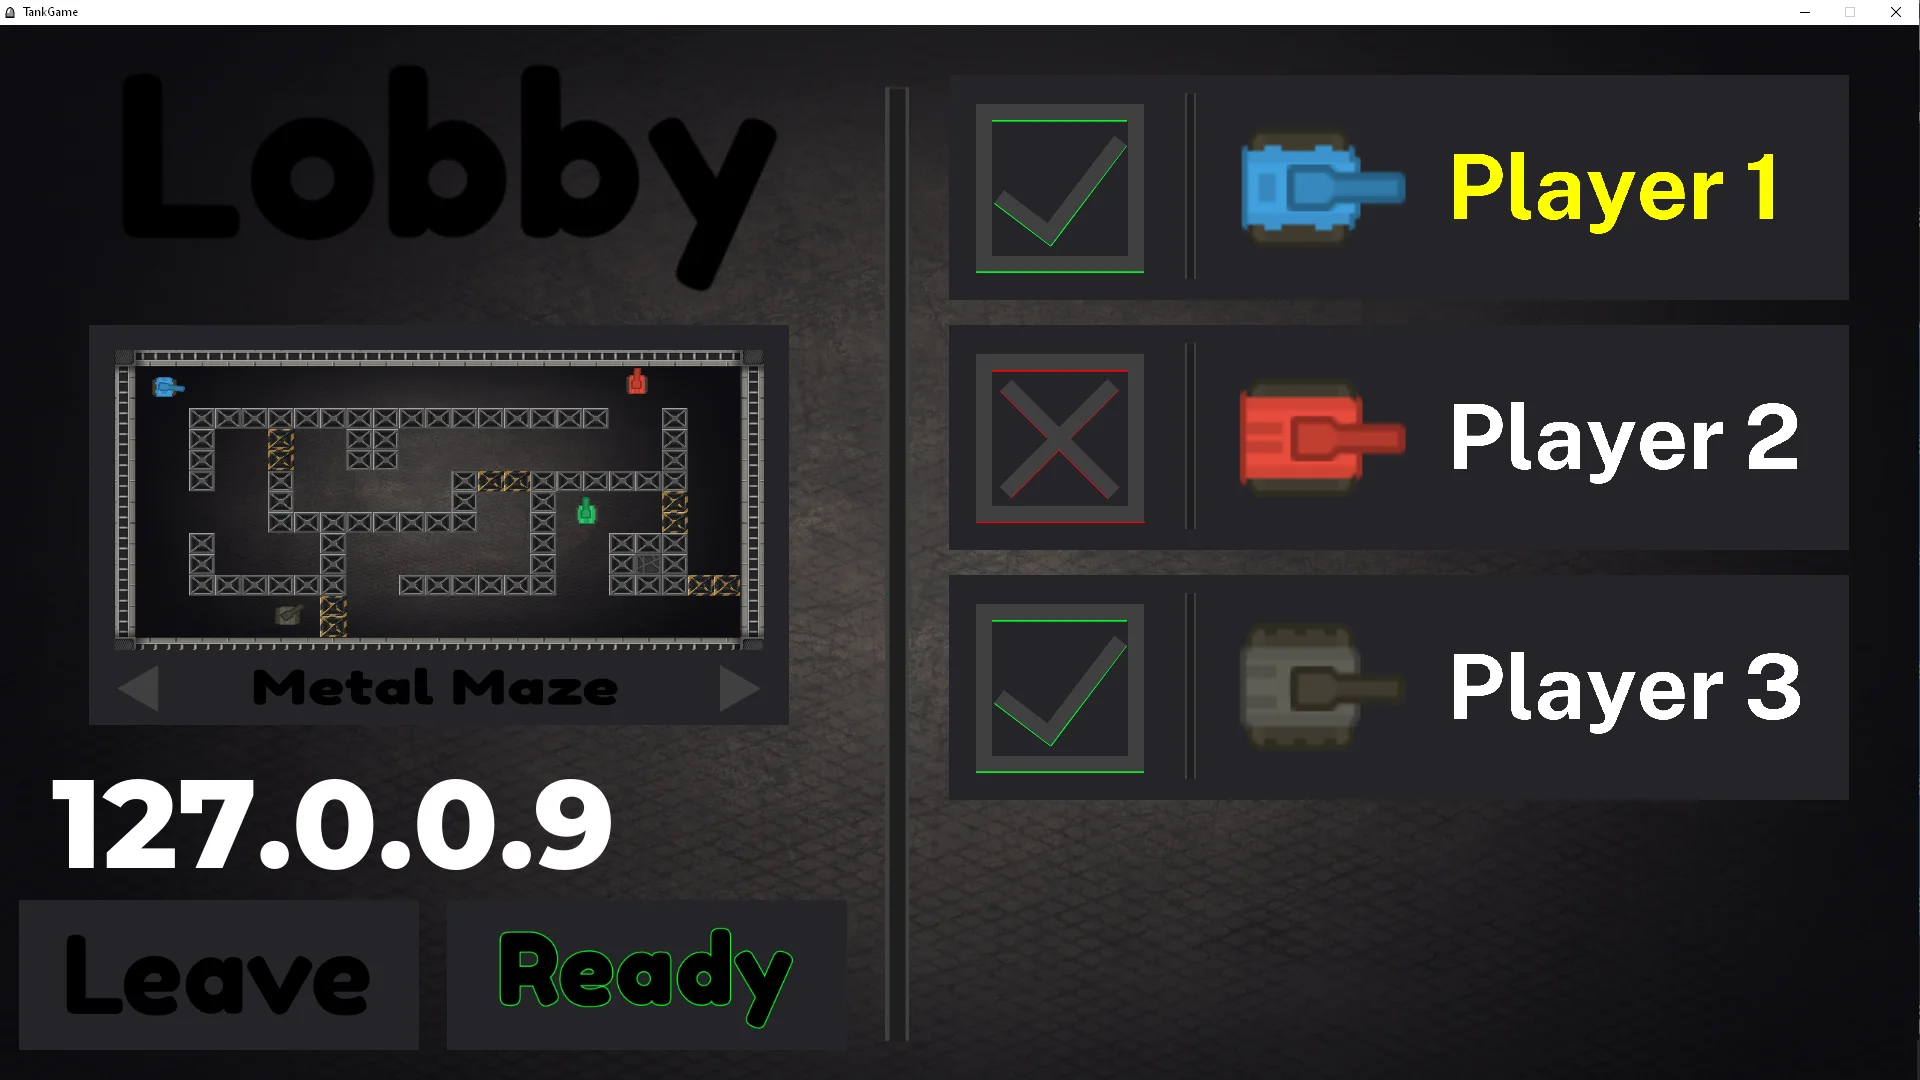 TankGame
Lobby
Metal Maze
127.0.0.9
Leave
Ready
Player 1
Player 2
Player 3